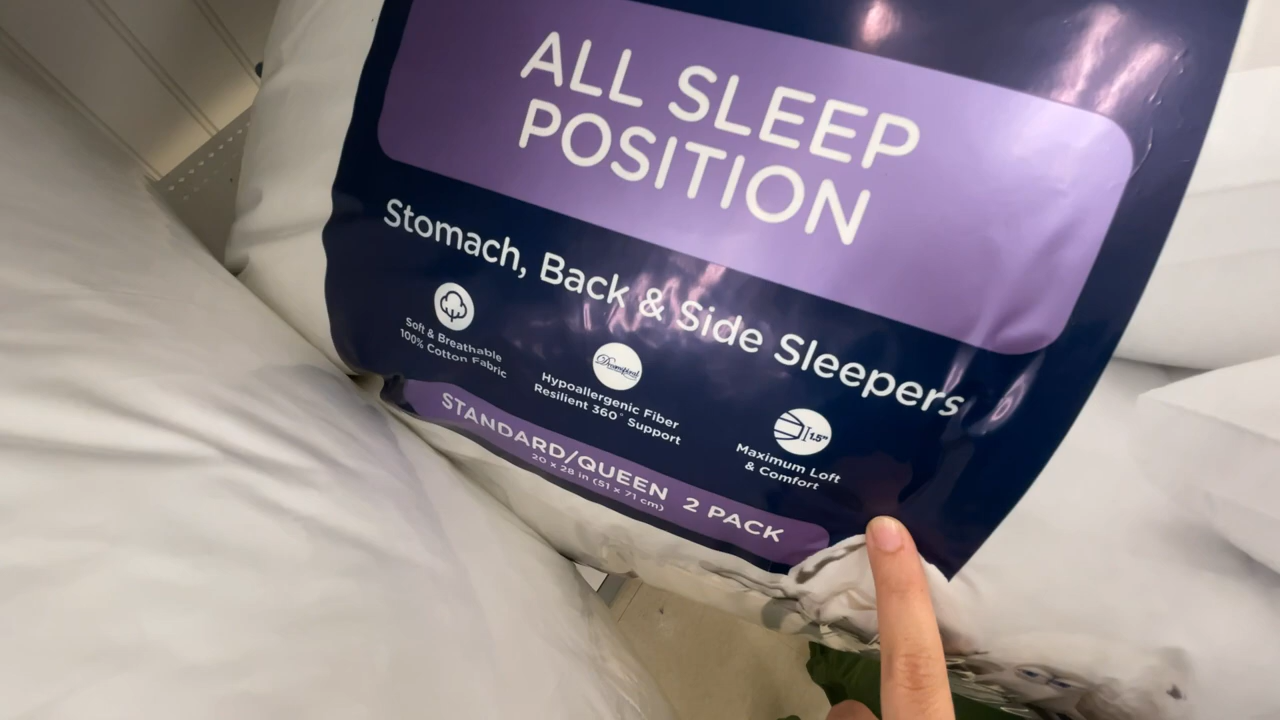 ALL SLEEP
POSITION
Stomach, Back & Side Sleepers
Soft & Breathable
100% Cotton Fabric
Hypoallergenic Fiber
Resilient 360° Support
1.5"
Maximum Loft
& Comfort
STANDARD/QUEEN 2 PACK
20 x 28 in (51 x 71 cm)